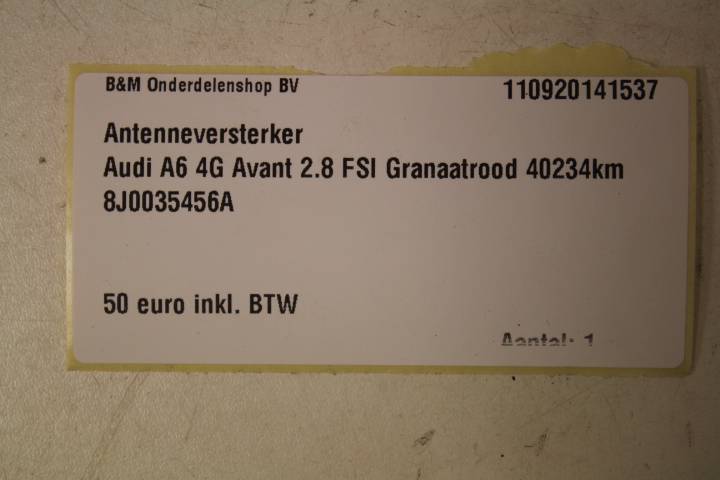 B&M Onderdelenshop BV 110920141537
Antenneversterker
Audi A6 4G Avant 2.8 FSI Granaatrood 40234km
8J0035456A
50 euro inkl. BTW
Aantal: 1